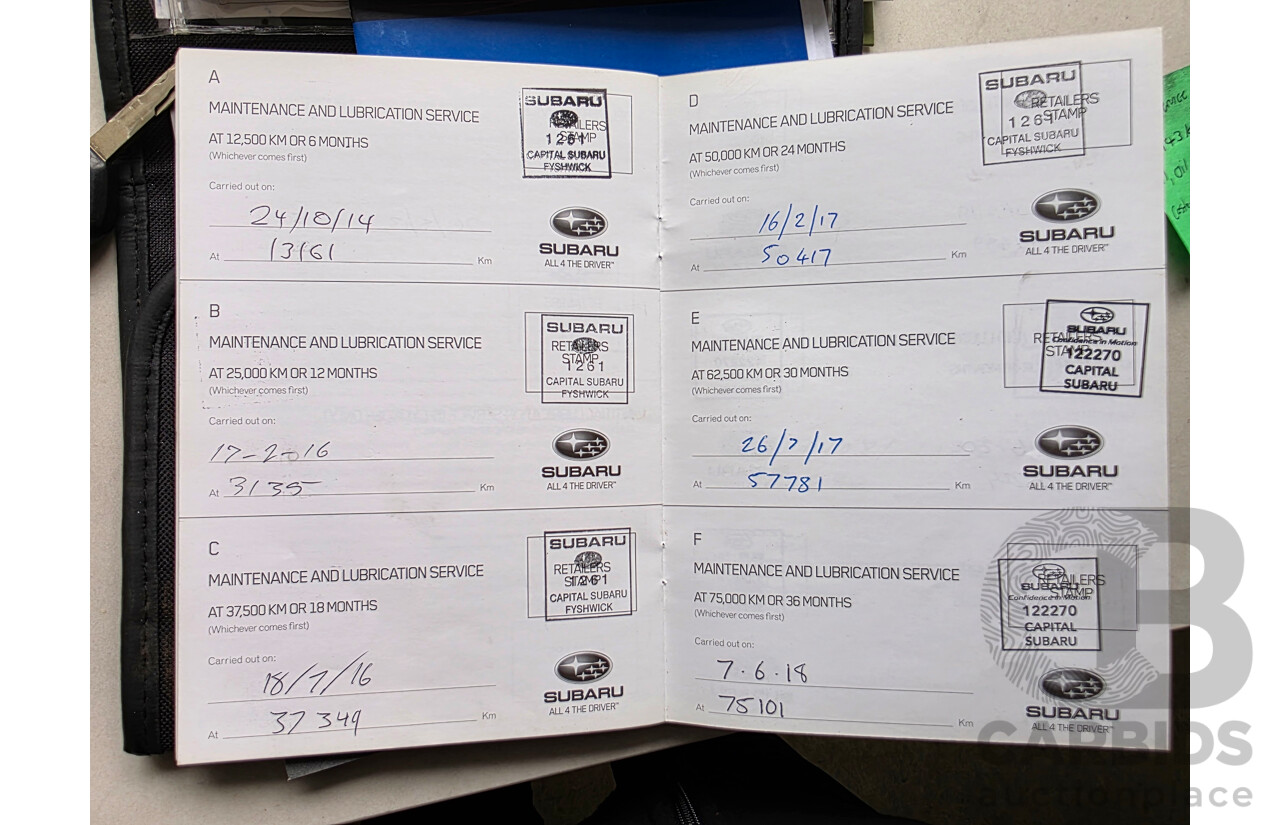 A
MAINTENANCE AND LUBRICATION SERVICE
AT 12,500 KM OR 6 MONTHS
(Whichever comes first)
Carried out on:
24/10/14
At 13161 Km
SUBARU
RETAILERS
STAMP
1261
CAPITAL SUBARU
FYSHWICK
SUBARU
ALL 4 THE DRIVER™
B
MAINTENANCE AND LUBRICATION SERVICE
AT 25,000 KM OR 12 MONTHS
(Whichever comes first)
Carried out on:
17-2-16
At 3135 Km
SUBARU
RETAILERS
STAMP
1261
CAPITAL SUBARU
FYSHWICK
SUBARU
ALL 4 THE DRIVER™
C
MAINTENANCE AND LUBRICATION SERVICE
AT 37,500 KM OR 18 MONTHS
(Whichever comes first)
Carried out on:
18/7/16
At 37349 Km
SUBARU
RETAILERS
STAMP
1261
CAPITAL SUBARU
FYSHWICK
SUBARU
ALL 4 THE DRIVER™
D
MAINTENANCE AND LUBRICATION SERVICE
AT 50,000 KM OR 24 MONTHS
(Whichever comes first)
Carried out on:
16/2/17
At 50417 Km
SUBARU
RETAILERS
STAMP
1261
CAPITAL SUBARU
FYSHWICK
SUBARU
ALL 4 THE DRIVER™
E
MAINTENANCE AND LUBRICATION SERVICE
AT 62,500 KM OR 30 MONTHS
(Whichever comes first)
Carried out on:
26/7/17
At 57781 Km
SUBARU
RETAILERS
STAMP
Confidence in Motion
122270
CAPITAL
SUBARU
SUBARU
ALL 4 THE DRIVER™
F
MAINTENANCE AND LUBRICATION SERVICE
AT 75,000 KM OR 36 MONTHS
(Whichever comes first)
Carried out on:
7.6.18
At 75101 Km
RETAILERS
SUBARU
STAMP
Confidence in Motion
122270
CAPITAL
SUBARU
SUBARU
ALL 4 THE DRIVER™
CARBIDS
auctionplace